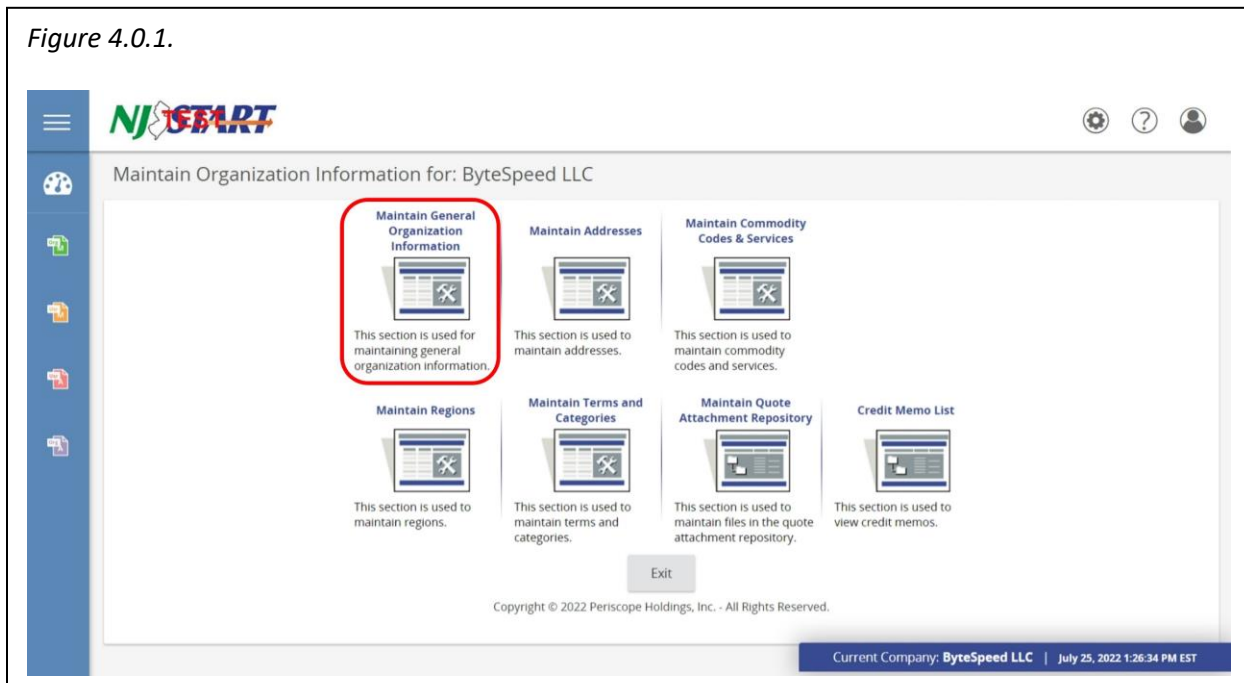 Figure 4.0.1.
NJ START
TEST
Maintain Organization Information for: ByteSpeed LLC
Maintain General
Organization
Information
This section is used for
maintaining general
organization information.
Maintain Addresses
This section is used to
maintain addresses.
Maintain Commodity
Codes & Services
This section is used to
maintain commodity
codes and services.
Maintain Regions
This section is used to
maintain regions.
Maintain Terms and
Categories
This section is used to
maintain terms and
categories.
Maintain Quote
Attachment Repository
This section is used to
maintain files in the quote
attachment repository.
Credit Memo List
This section is used to
view credit memos.
Exit
Copyright © 2022 Periscope Holdings, Inc. - All Rights Reserved.
Current Company: ByteSpeed LLC | July 25, 2022 1:26:34 PM EST